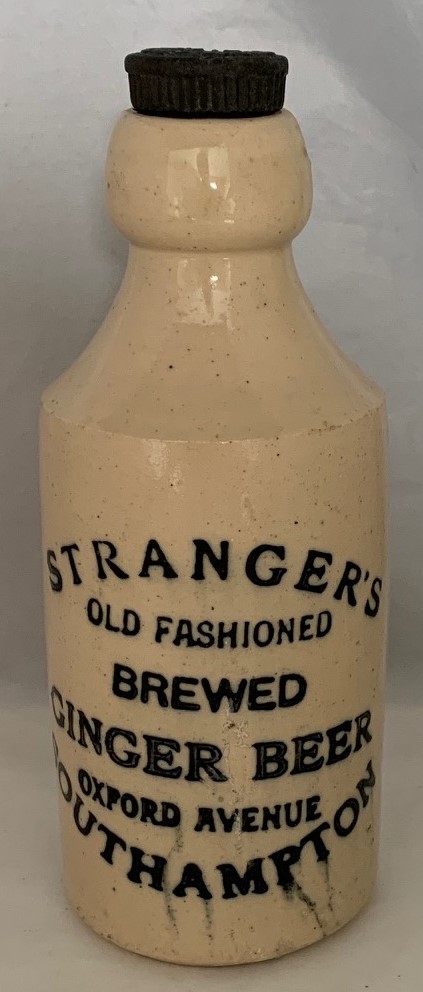 STRANGER'S
OLD FASHIONED
BREWED
GINGER BEER
OXFORD AVENUE
SOUTHAMPTON